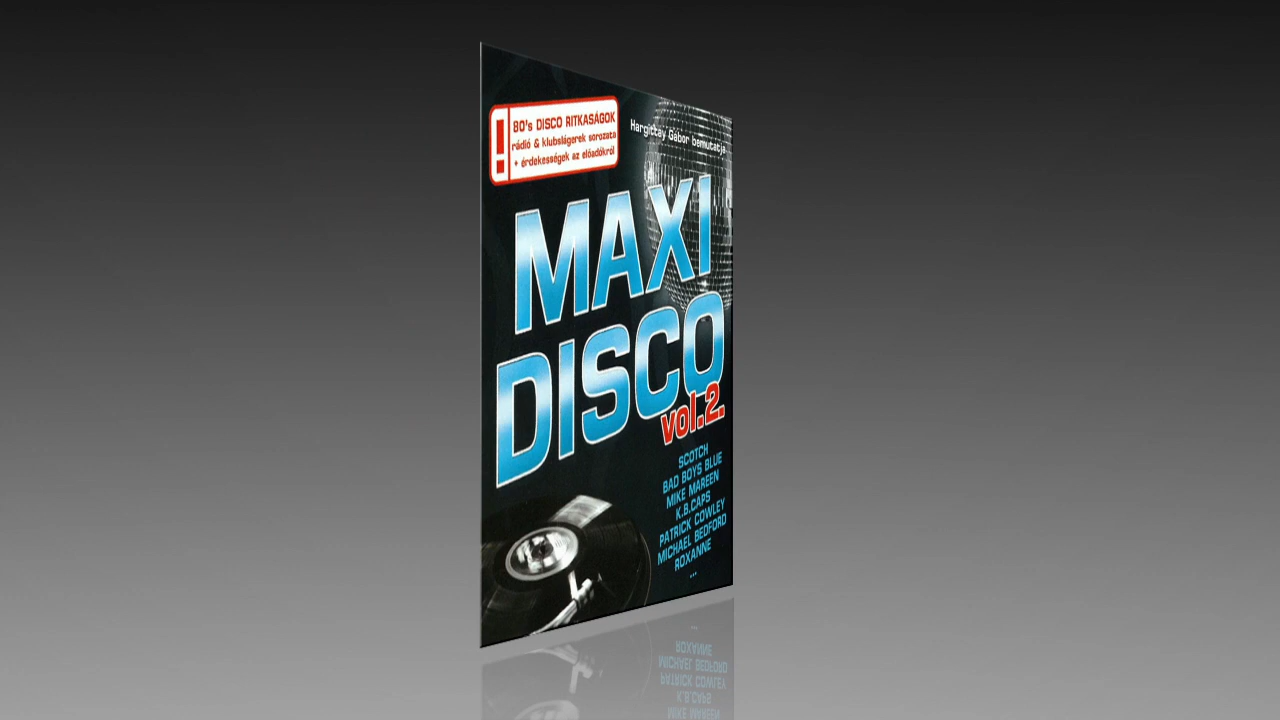 80's DISCO RITKASÁGOK
rádió & klubslágerek sorozata
+ érdekességek az előadókról
Hargittay Gábor bemutatja
MAXI
DISCO
vol.2.
SCOTCH
BAD BOYS BLUE
MIKE MAREEN
K.B.CAPS
PATRICK COWLEY
MICHAEL BEDFORD
ROXANNE
...